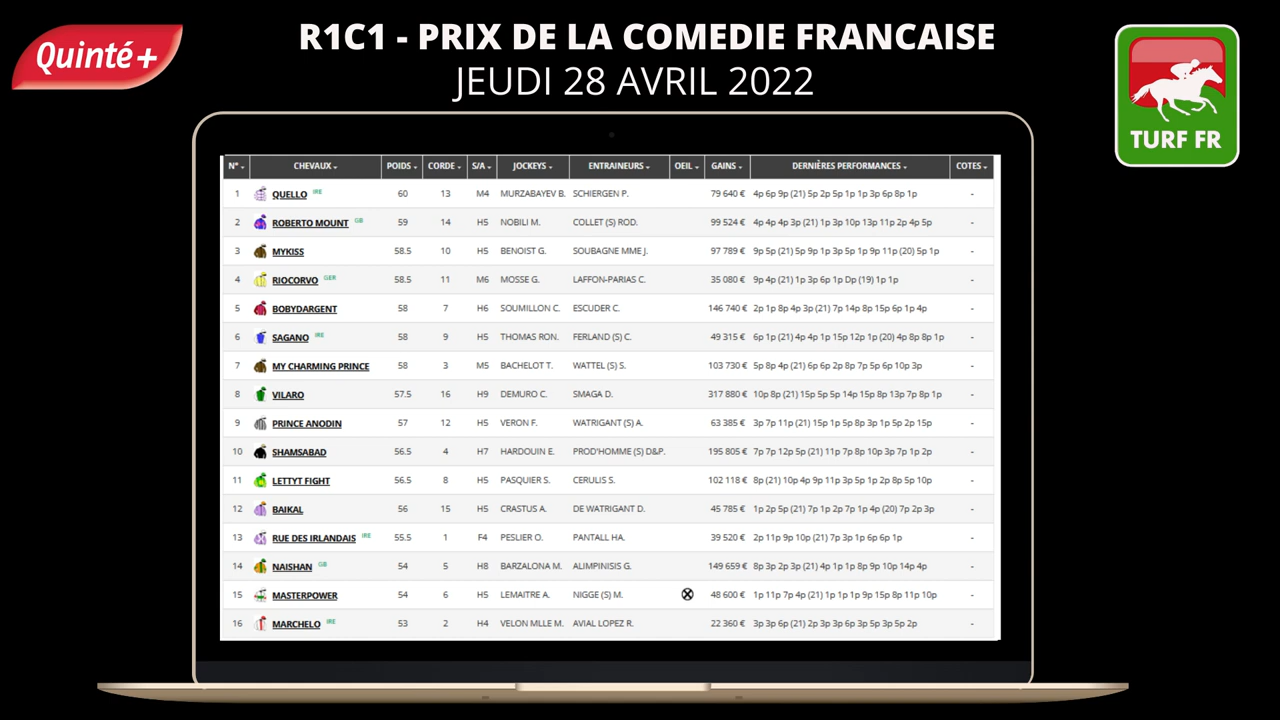 R1C1 - PRIX DE LA COMEDIE FRANCAISE
JEUDI 28 AVRIL 2022
Quinté+
TURF FR
N° CHEVAUX POIDS CORDE S/A JOCKEYS ENTRAINEURS OEIL GAINS DERNIÈRES PERFORMANCES COTES
1 QUELLO IRE 60 13 M4 MURZABAYEV B. SCHIERGEN P. 79 640 € 4p 6p 9p (21) 5p 2p 5p 1p 1p 3p 6p 8p 1p -
2 ROBERTO MOUNT GB 59 14 H5 NOBILI M. COLLET (S) ROD. 99 524 € 4p 4p 4p 3p (21) 1p 3p 10p 13p 11p 2p 4p 5p -
3 MYKISS 58.5 10 H5 BENOIST G. SOUBAGNE MME J. 97 789 € 9p 5p (21) 5p 9p 1p 3p 5p 1p 9p 11p (20) 5p 1p -
4 RIOCORVO GER 58.5 11 M6 MOSSE G. LAFFON-PARIAS C. 35 080 € 9p 4p (21) 1p 3p 6p 1p Dp (19) 1p 1p -
5 BOBYDARGENT 58 7 H6 SOUMILLON C. ESCUDER C. 146 740 € 2p 1p 8p 4p 3p (21) 7p 14p 8p 15p 6p 1p 4p -
6 SAGANO IRE 58 9 H5 THOMAS RON. FERLAND (S) C. 49 315 € 6p 1p (21) 4p 4p 1p 15p 12p 1p (20) 4p 8p 8p 1p -
7 MY CHARMING PRINCE 58 3 M5 BACHELOT T. WATTEL (S) S. 103 730 € 5p 8p 4p (21) 6p 6p 2p 8p 7p 5p 6p 10p 3p -
8 VILARO 57.5 16 H9 DEMURO C. SMAGA D. 317 880 € 10p 8p (21) 15p 5p 5p 14p 15p 8p 13p 7p 8p 1p -
9 PRINCE ANODIN 57 12 H5 VERON F. WATRIGANT (S) A. 63 385 € 3p 7p 11p (21) 15p 1p 5p 8p 3p 1p 5p 2p 15p -
10 SHAMSABAD 56.5 4 H7 HARDOUIN E. PROD'HOMME (S) D&P. 195 805 € 7p 7p 12p 5p (21) 11p 7p 8p 10p 3p 7p 1p 2p -
11 LETTYT FIGHT 56.5 8 H5 PASQUIER S. CERULIS S. 102 118 € 8p (21) 10p 4p 9p 11p 3p 5p 1p 2p 8p 5p 10p -
12 BAIKAL 56 15 H5 CRASTUS A. DE WATRIGANT D. 45 785 € 1p 2p 5p (21) 7p 1p 2p 7p 1p 4p (20) 7p 2p 3p -
13 RUE DES IRLANDAIS IRE 55.5 1 F4 PESLIER O. PANTALL HA. 39 520 € 2p 11p 9p 10p (21) 7p 3p 1p 6p 6p 1p -
14 NAISHAN GB 54 5 H8 BARZALONA M. ALIMPINISIS G. 149 659 € 8p 3p 2p 3p (21) 4p 1p 1p 8p 9p 10p 14p 4p -
15 MASTERPOWER 54 6 H5 LEMAITRE A. NIGGE (S) M. 48 600 € 1p 11p 7p 4p (21) 1p 1p 1p 9p 15p 8p 11p 10p -
16 MARCHELO IRE 53 2 H4 VELON MLLE M. AVIAL LOPEZ R. 22 360 € 3p 3p 6p (21) 2p 3p 3p 6p 3p 5p 3p 5p 2p -